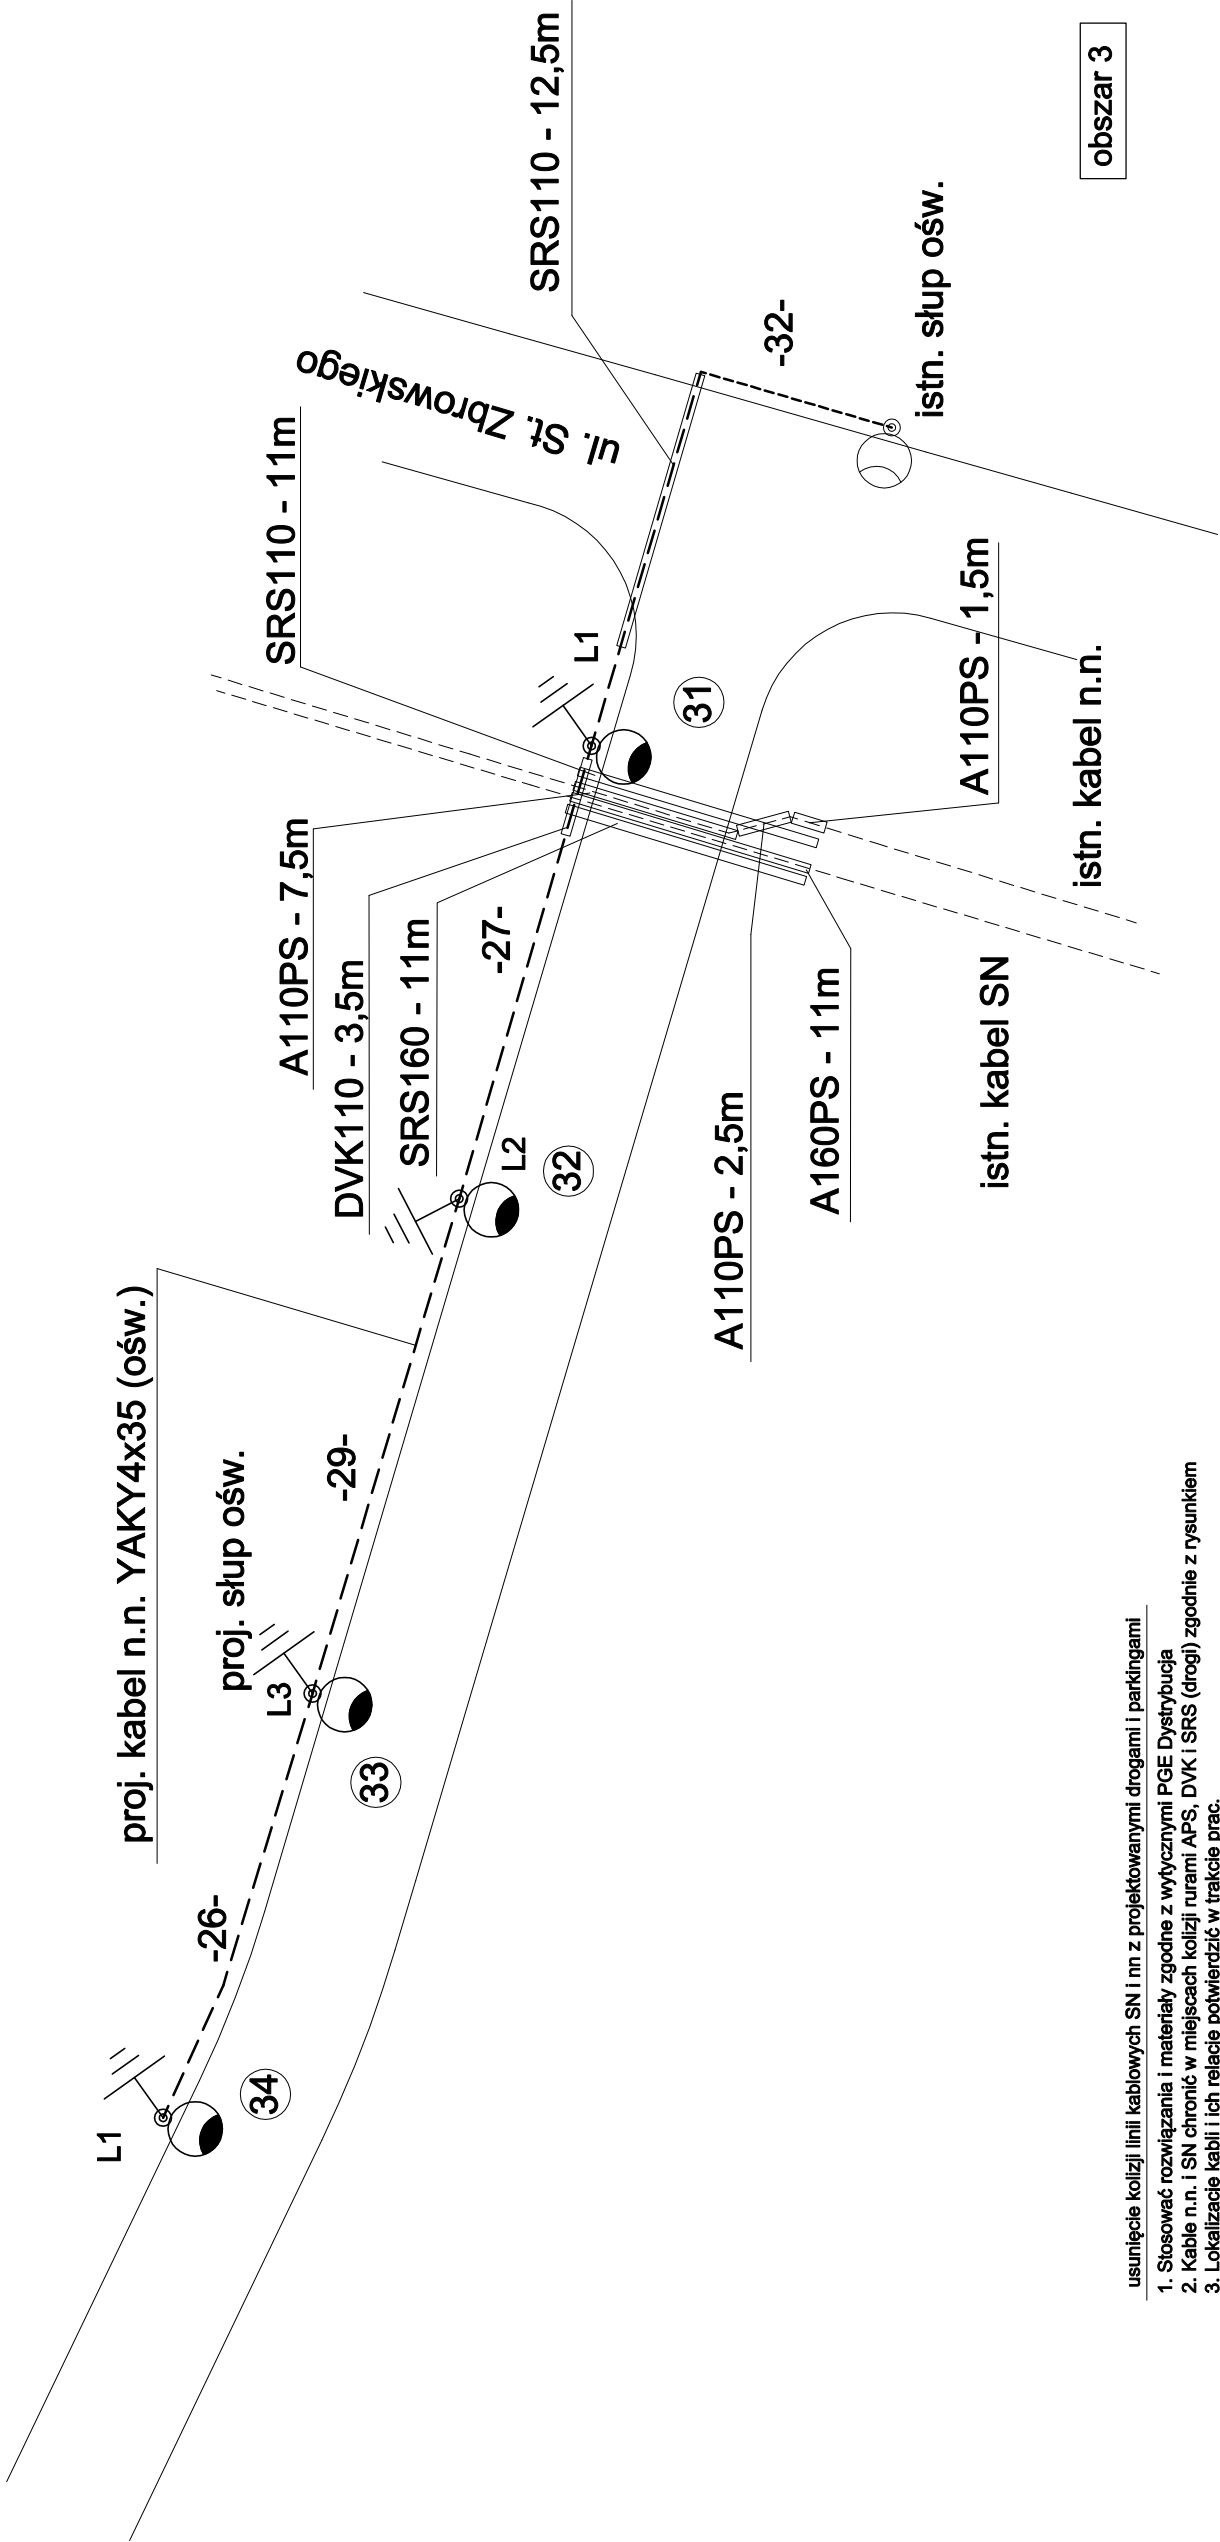 obszar 3
SRS110 - 12,5m
ul. St. Zbrowskiego
-32-
istn. słup ośw.
SRS110 - 11m
L1
31
A110PS - 1,5m
istn. kabel n.n.
A110PS - 7,5m
DVK110 - 3,5m
SRS160 - 11m
-27-
L2
32
A110PS - 2,5m
A160PS - 11m
istn. kabel SN
proj. kabel n.n. YAKY4x35 (ośw.)
proj. słup ośw.
-29-
L3
33
-26-
L1
34
usunięcie kolizji linii kablowych SN i nn z projektowanymi drogami i parkingami
1. Stosować rozwiązania i materiały zgodne z wytycznymi PGE Dystrybucja
2. Kable n.n. i SN chronić w miejscach kolizji rurami APS, DVK i SRS (drogi) zgodnie z rysunkiem
3. Lokalizacje kabli i ich relacje potwierdzić w trakcie prac.